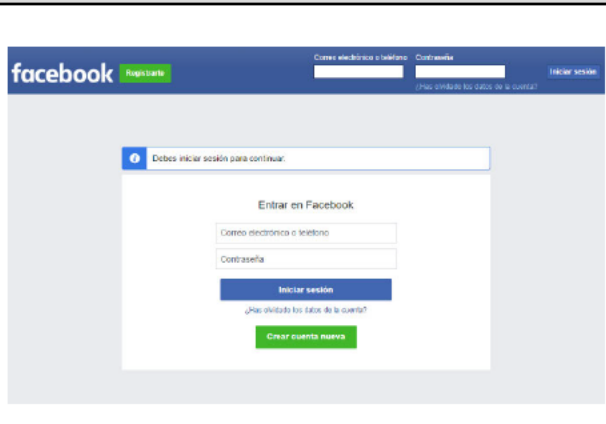 facebook
Registrarte
Correo electrónico o teléfono
Contraseña
Iniciar sesión
¿Has olvidado los datos de la cuenta?
Debes iniciar sesión para continuar.
Entrar en Facebook
Correo electrónico o teléfono
Contraseña
Iniciar sesión
¿Has olvidado los datos de la cuenta?
Crear cuenta nueva